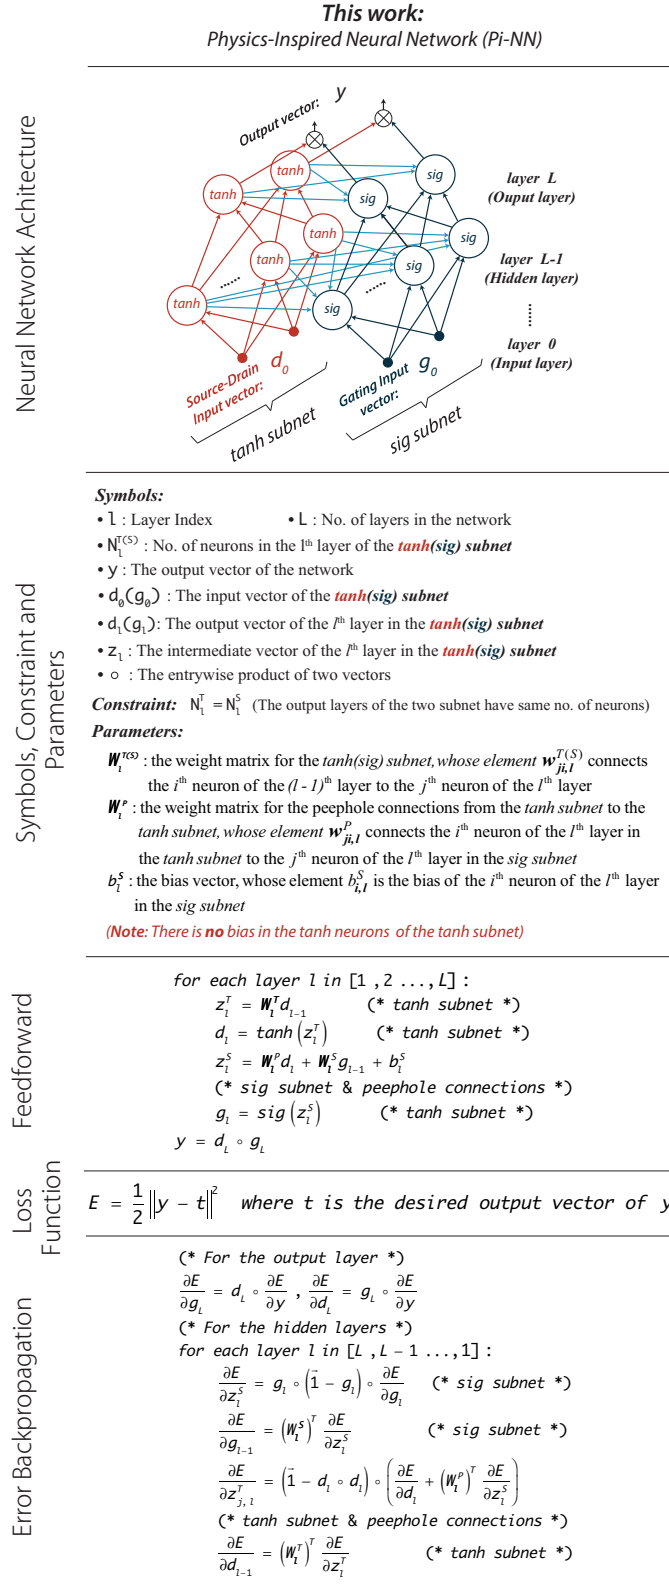 This work:
Physics-Inspired Neural Network (Pi-NN)
Neural Network Achitecture
Output vector: y
tanh
tanh
tanh
tanh
tanh
sig
sig
sig
sig
sig
layer L
(Ouput layer)
layer L-1
(Hidden layer)
layer 0
(Input layer)
Source-Drain
Input vector: d₀
Gating Input
vector: g₀
tanh subnet
sig subnet
Symbols, Constraint and
Parameters
Symbols:
• l : Layer Index • L : No. of layers in the network
• N_l^{T(S)} : No. of neurons in the l^th layer of the tanh(sig) subnet
• y : The output vector of the network
• d₀(g₀) : The input vector of the tanh(sig) subnet
• d_l(g_l): The output vector of the l^th layer in the tanh(sig) subnet
• z_l : The intermediate vector of the l^th layer in the tanh(sig) subnet
• ∘ : The entrywise product of two vectors
Constraint: N_l^T = N_l^S (The output layers of the two subnet have same no. of neurons)
Parameters:
W_l^{T(S)} : the weight matrix for the tanh(sig) subnet, whose element w_{ji,l}^{T(S)} connects
the i^th neuron of the (l - 1)^th layer to the j^th neuron of the l^th layer
W_l^P : the weight matrix for the peephole connections from the tanh subnet to the
tanh subnet, whose element w_{ji,l}^P connects the i^th neuron of the l^th layer in
the tanh subnet to the j^th neuron of the l^th layer in the sig subnet
b_l^S : the bias vector, whose element b_{i,l}^S is the bias of the i^th neuron of the l^th layer
in the sig subnet
(Note: There is no bias in the tanh neurons of the tanh subnet)
Feedforward
for each layer l in [1 , 2 ..., L] :
z_l^T = W_l^T d_{l-1} (* tanh subnet *)
d_l = tanh (z_l^T) (* tanh subnet *)
z_l^S = W_l^P d_l + W_l^S g_{l-1} + b_l^S
(* sig subnet & peephole connections *)
g_l = sig (z_l^S) (* tanh subnet *)
y = d_L ∘ g_L
Loss
Function
E = 1/2 ‖y − t‖² where t is the desired output vector of y
Error Backpropagation
(* For the output layer *)
∂E/∂g_L = d_L ∘ ∂E/∂y , ∂E/∂d_L = g_L ∘ ∂E/∂y
(* For the hidden layers *)
for each layer l in [L , L − 1 ..., 1] :
∂E/∂z_l^S = g_l ∘ (1⃗ − g_l) ∘ ∂E/∂g_l (* sig subnet *)
∂E/∂g_{l-1} = (W_l^S)^T ∂E/∂z_l^S (* sig subnet *)
∂E/∂z_{j,l}^T = (1⃗ − d_l ∘ d_l) ∘ (∂E/∂d_l + (W_l^P)^T ∂E/∂z_l^S)
(* tanh subnet & peephole connections *)
∂E/∂d_{l-1} = (W_l^T)^T ∂E/∂z_l^T (* tanh subnet *)